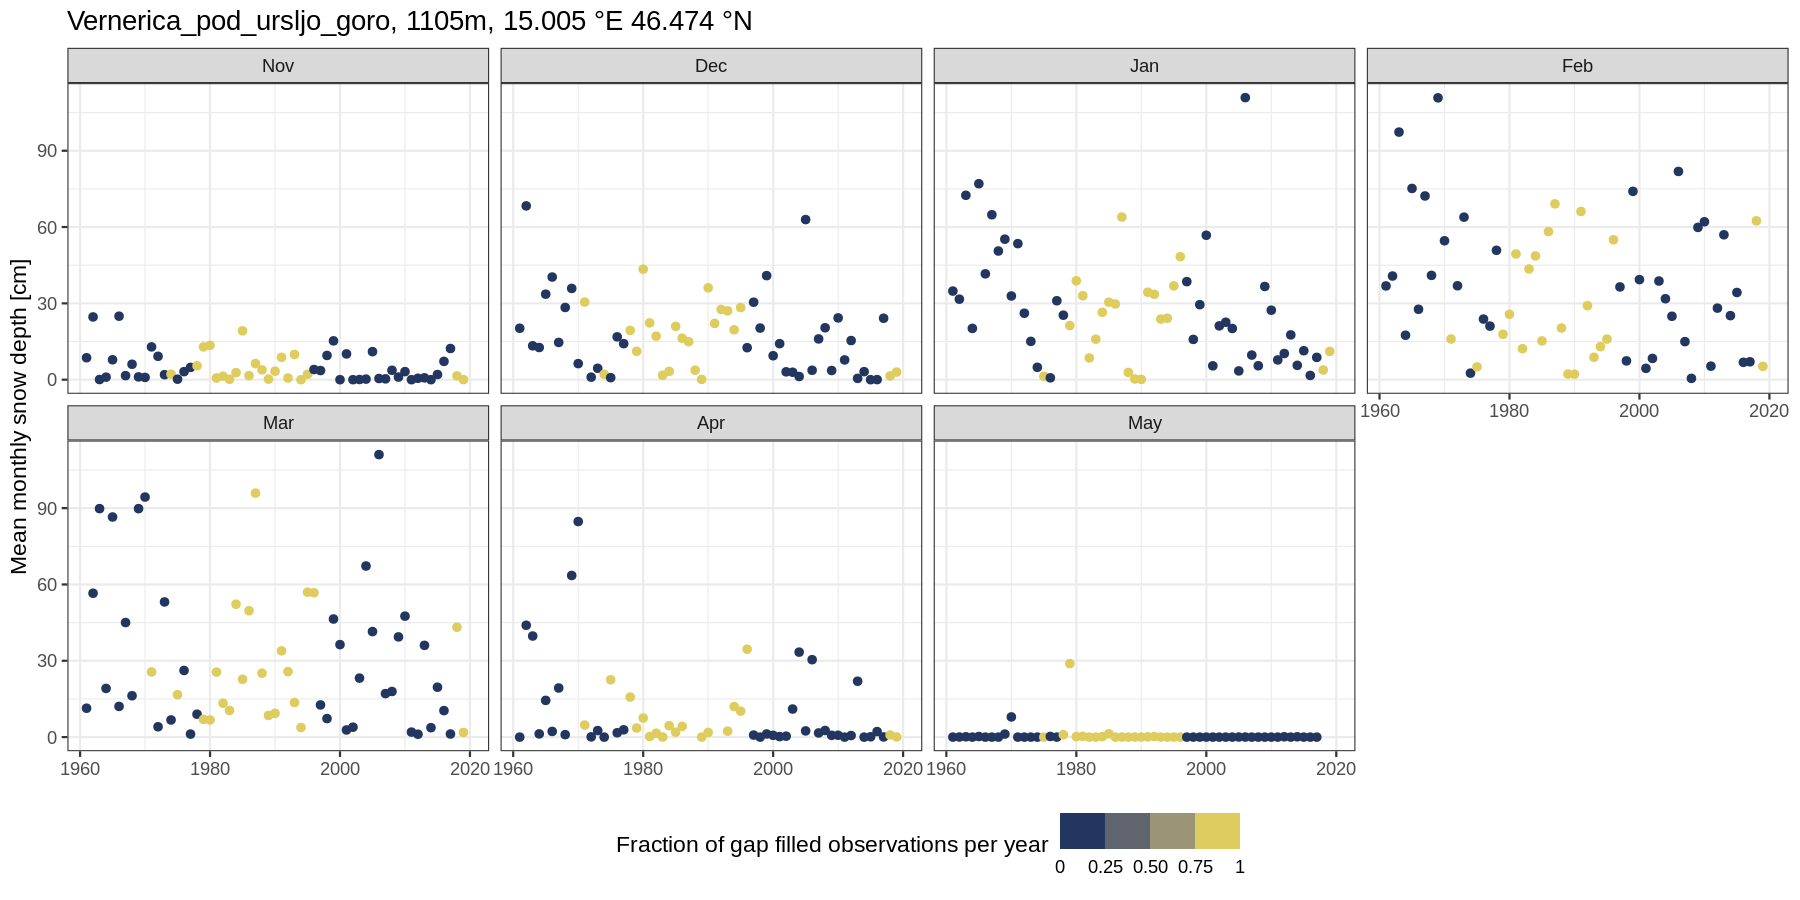 Vernerica_pod_ursljo_goro, 1105m, 15.005 °E 46.474 °N
Nov Dec Jan Feb
Mean monthly snow depth [cm]
90
60
30
0
1960 1980 2000 2020
Mar Apr May
90
60
30
0
1960 1980 2000 2020 1960 1980 2000 2020 1960 1980 2000 2020
Fraction of gap filled observations per year
0 0.25 0.50 0.75 1